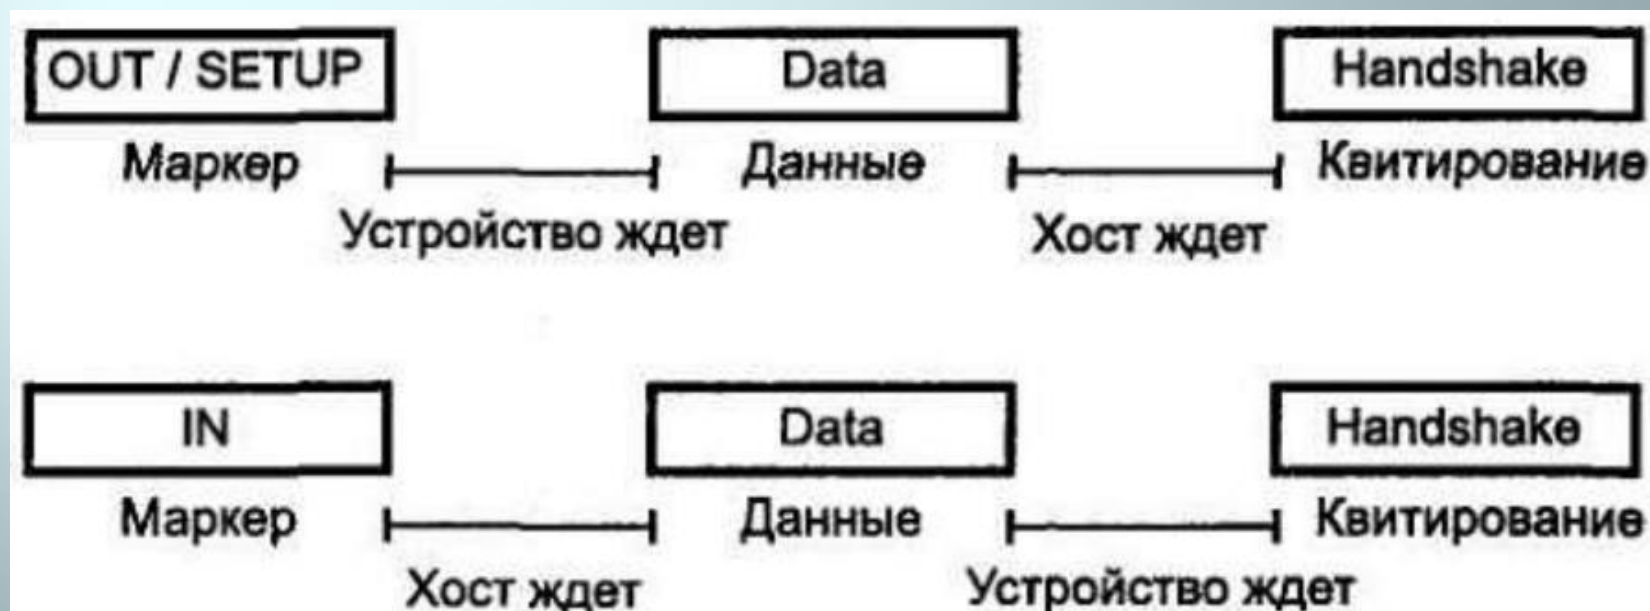 OUT / SETUP Data Handshake
Маркер Данные Квитирование
Устройство ждет Хост ждет
IN Data Handshake
Маркер Данные Квитирование
Хост ждет Устройство ждет